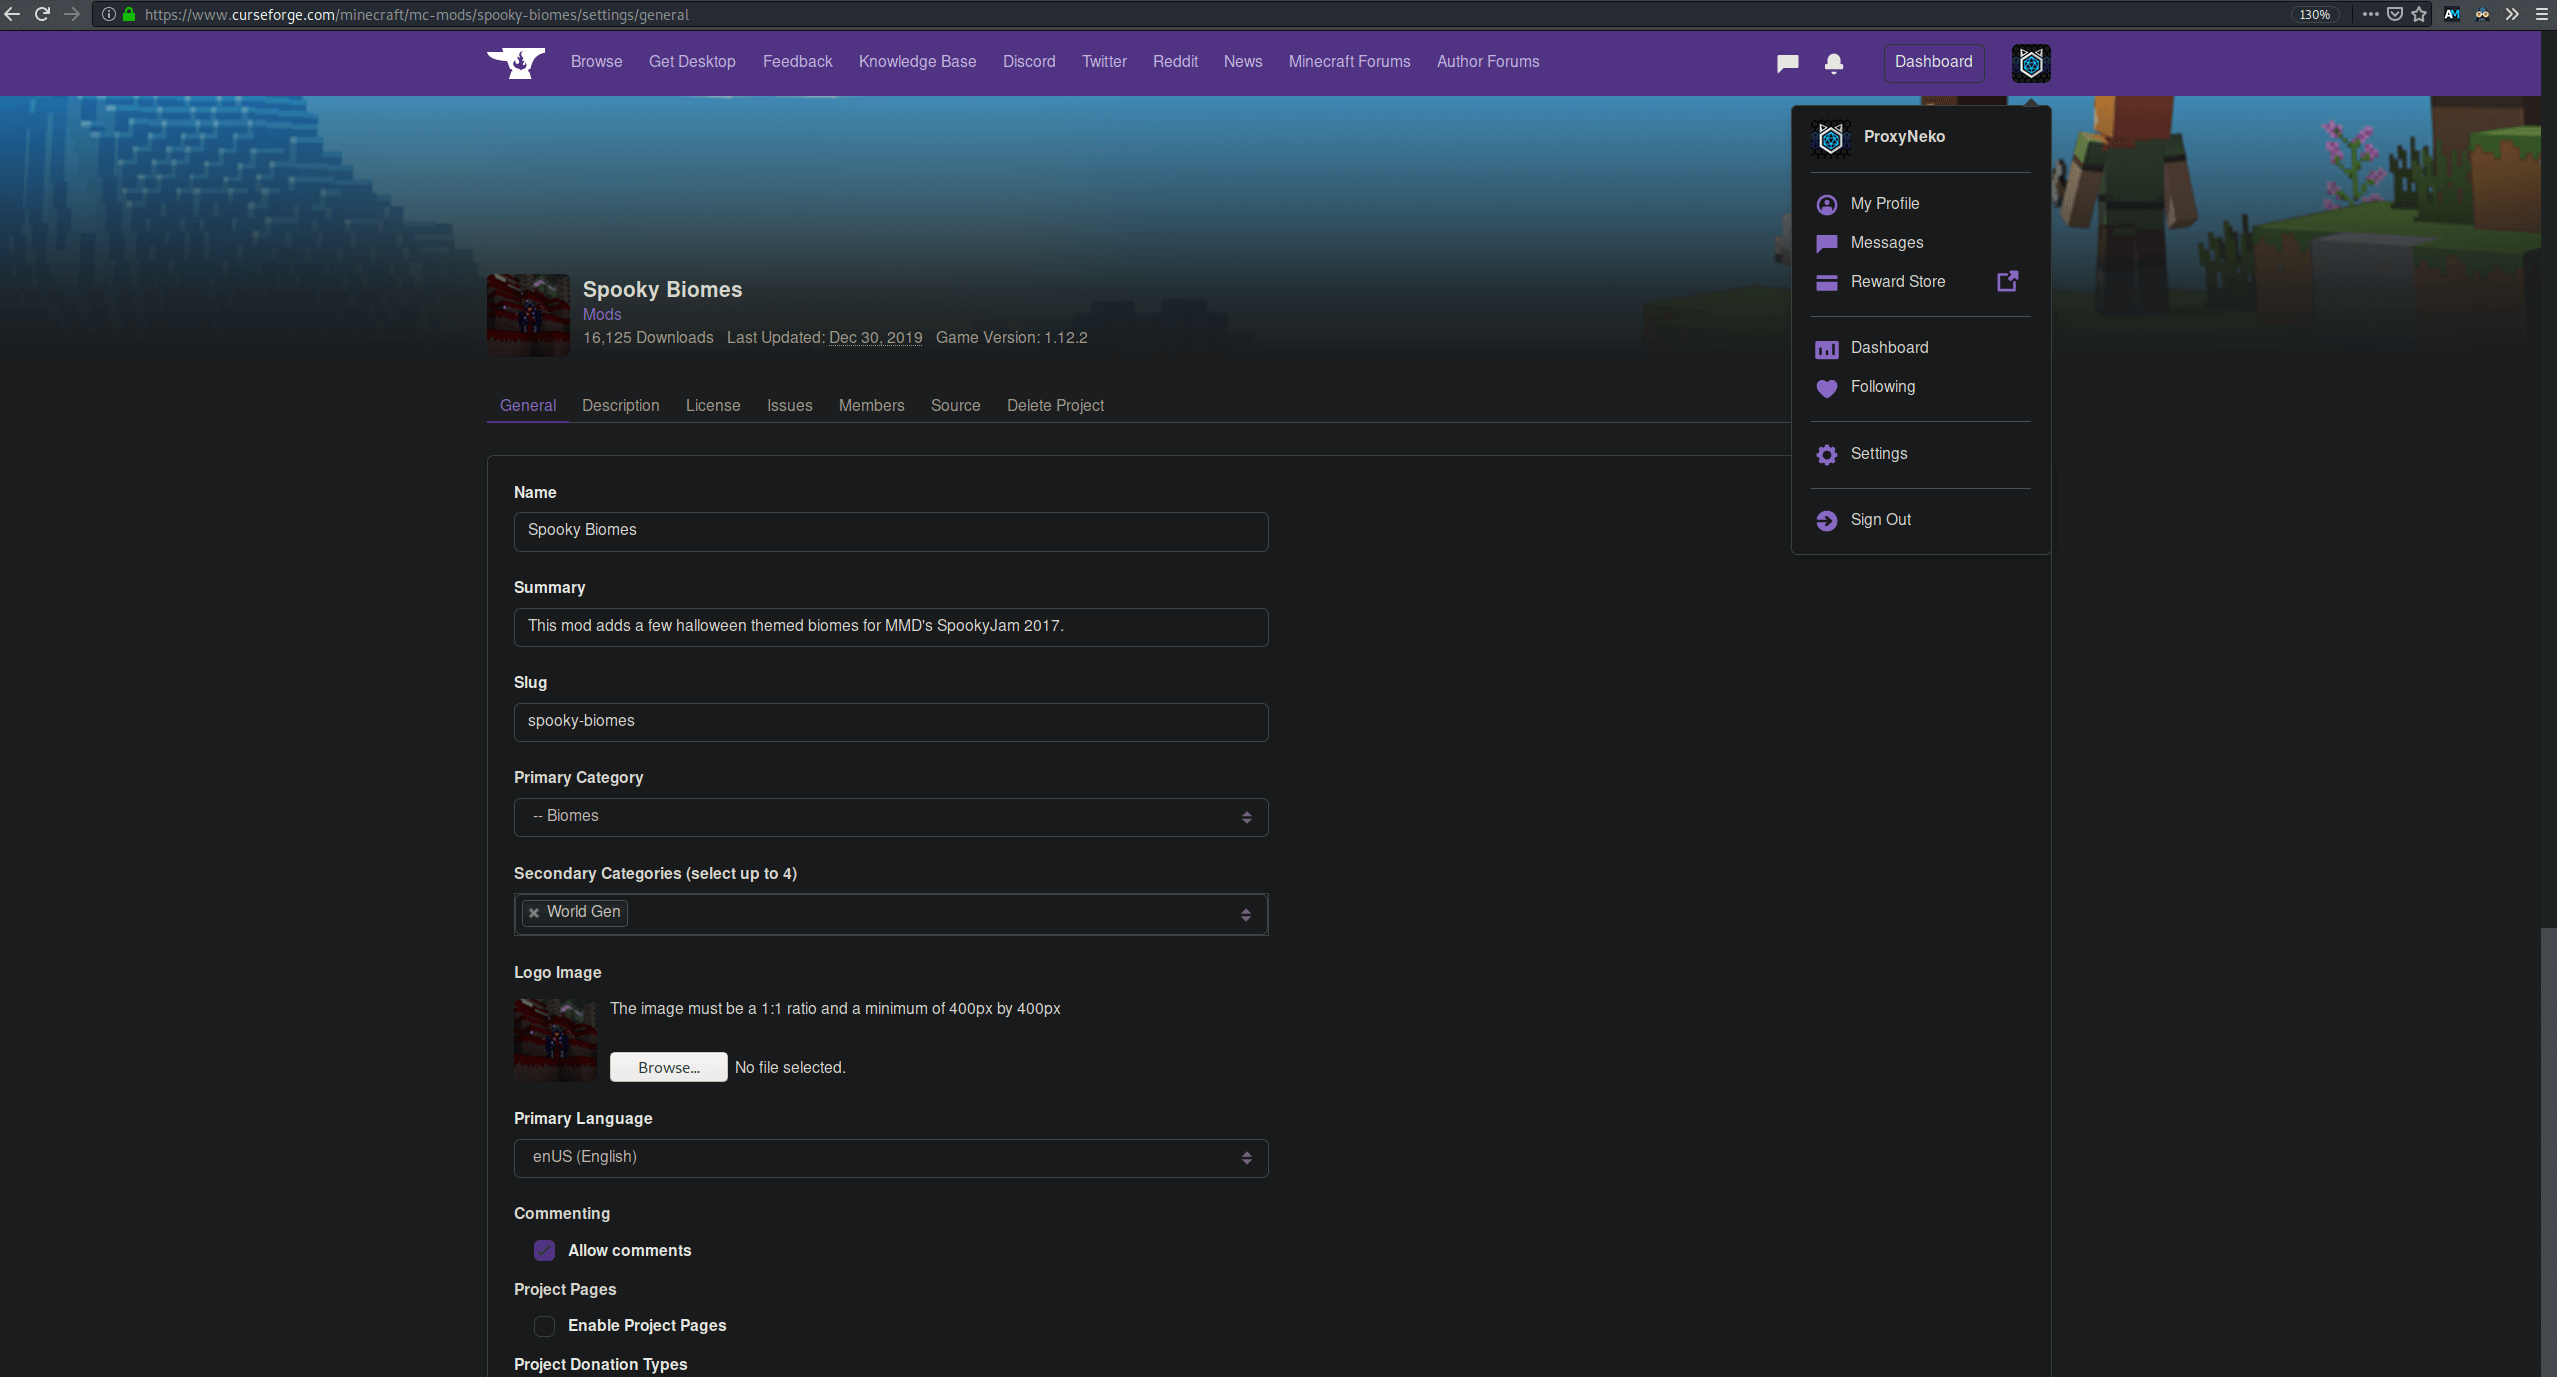 https://www.curseforge.com/minecraft/mc-mods/spooky-biomes/settings/general
130%
AM
Browse Get Desktop Feedback Knowledge Base Discord Twitter Reddit News Minecraft Forums Author Forums Dashboard
ProxyNeko
My Profile
Messages
Reward Store
Dashboard
Following
Settings
Sign Out
Spooky Biomes
Mods
16,125 Downloads Last Updated: Dec 30, 2019 Game Version: 1.12.2
General Description License Issues Members Source Delete Project
Name
Spooky Biomes
Summary
This mod adds a few halloween themed biomes for MMD's SpookyJam 2017.
Slug
spooky-biomes
Primary Category
-- Biomes
Secondary Categories (select up to 4)
World Gen
Logo Image
The image must be a 1:1 ratio and a minimum of 400px by 400px
Browse... No file selected.
Primary Language
enUS (English)
Commenting
Allow comments
Project Pages
Enable Project Pages
Project Donation Types